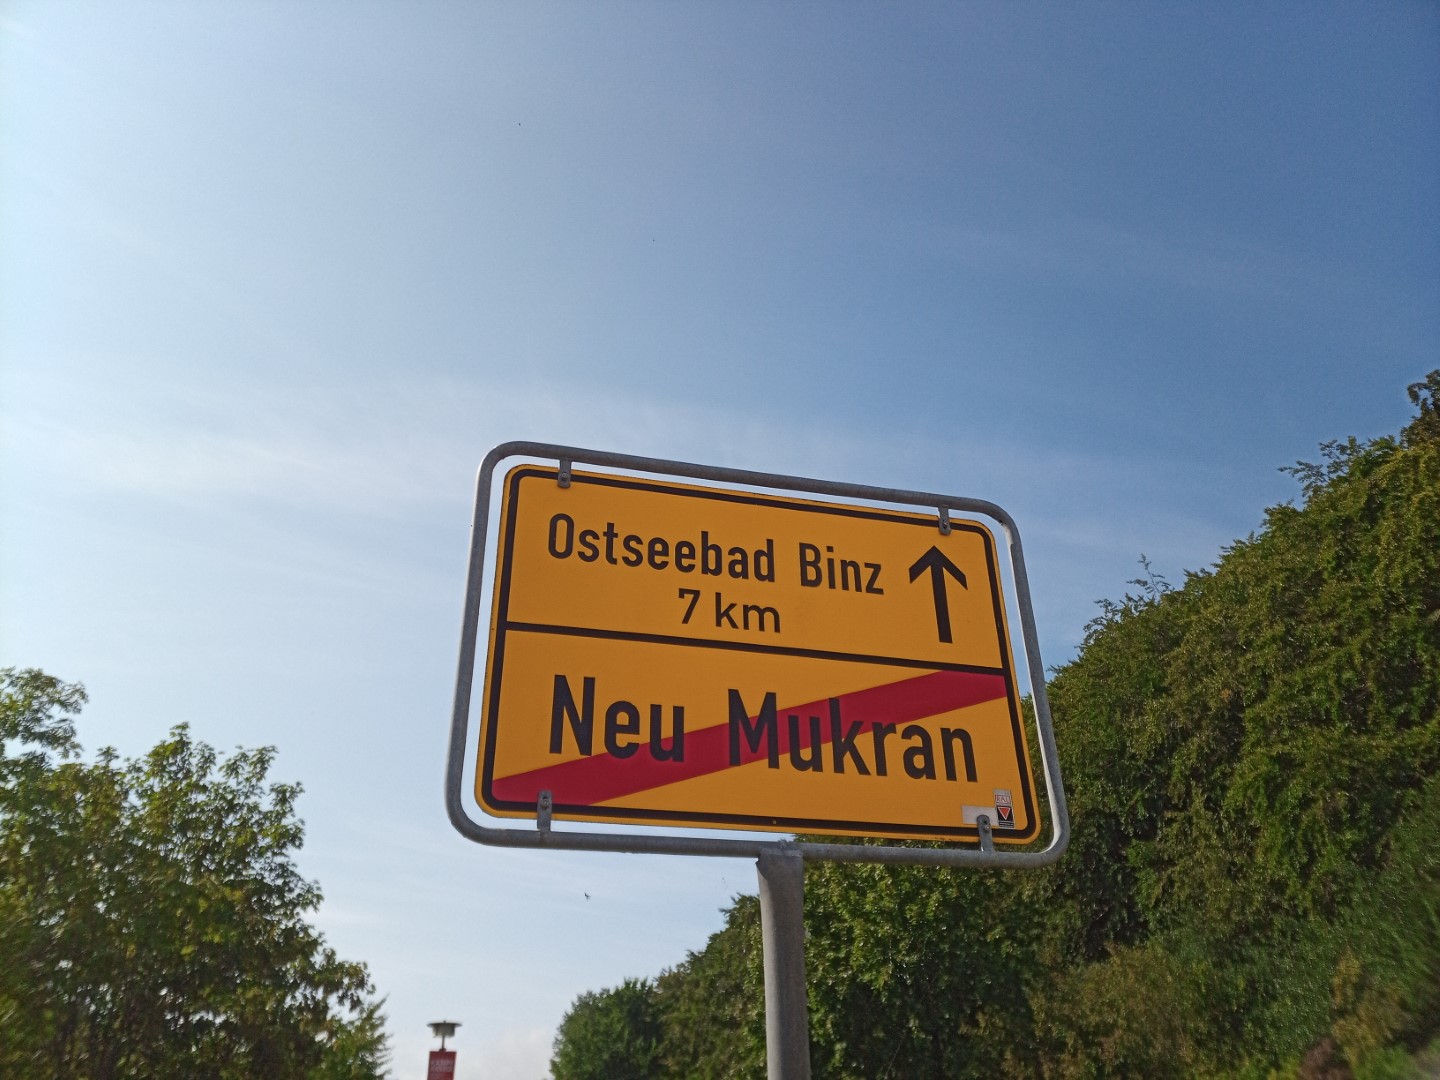 Ostseebad Binz
7 km
Neu Mukran